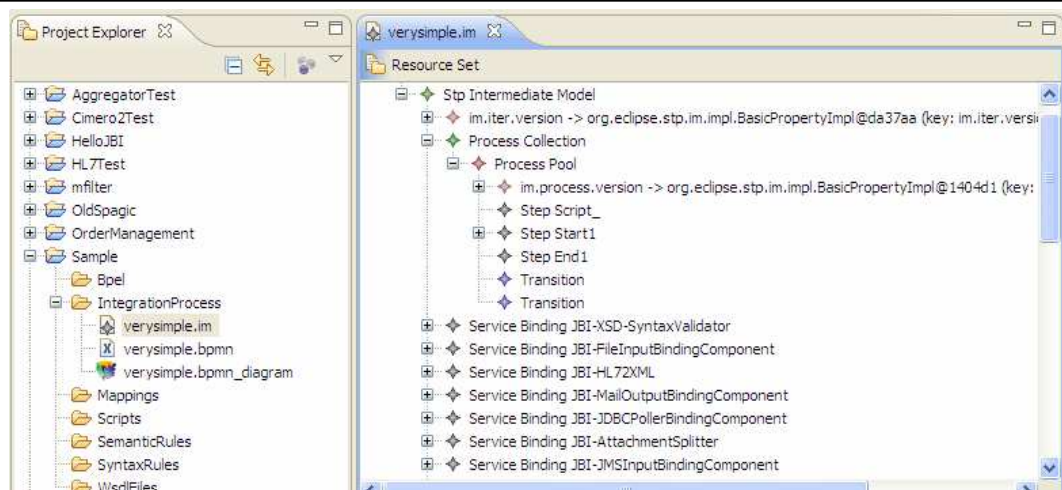 Project Explorer
AggregatorTest
Cimero2Test
HelloJBI
HL7Test
mfilter
OldSpagic
OrderManagement
Sample
Bpel
IntegrationProcess
verysimple.im
verysimple.bpmn
verysimple.bpmn_diagram
Mappings
Scripts
SemanticRules
SyntaxRules
WsdlFiles
verysimple.im
Resource Set
Stp Intermediate Model
im.iter.version -> org.eclipse.stp.im.impl.BasicPropertyImpl@da37aa (key: im.iter.versi
Process Collection
Process Pool
im.process.version -> org.eclipse.stp.im.impl.BasicPropertyImpl@1404d1 (key:
Step Script_
Step Start1
Step End1
Transition
Transition
Service Binding JBI-XSD-SyntaxValidator
Service Binding JBI-FileInputBindingComponent
Service Binding JBI-HL72XML
Service Binding JBI-MailOutputBindingComponent
Service Binding JBI-JDBCPollerBindingComponent
Service Binding JBI-AttachmentSplitter
Service Binding JBI-JMSInputBindingComponent